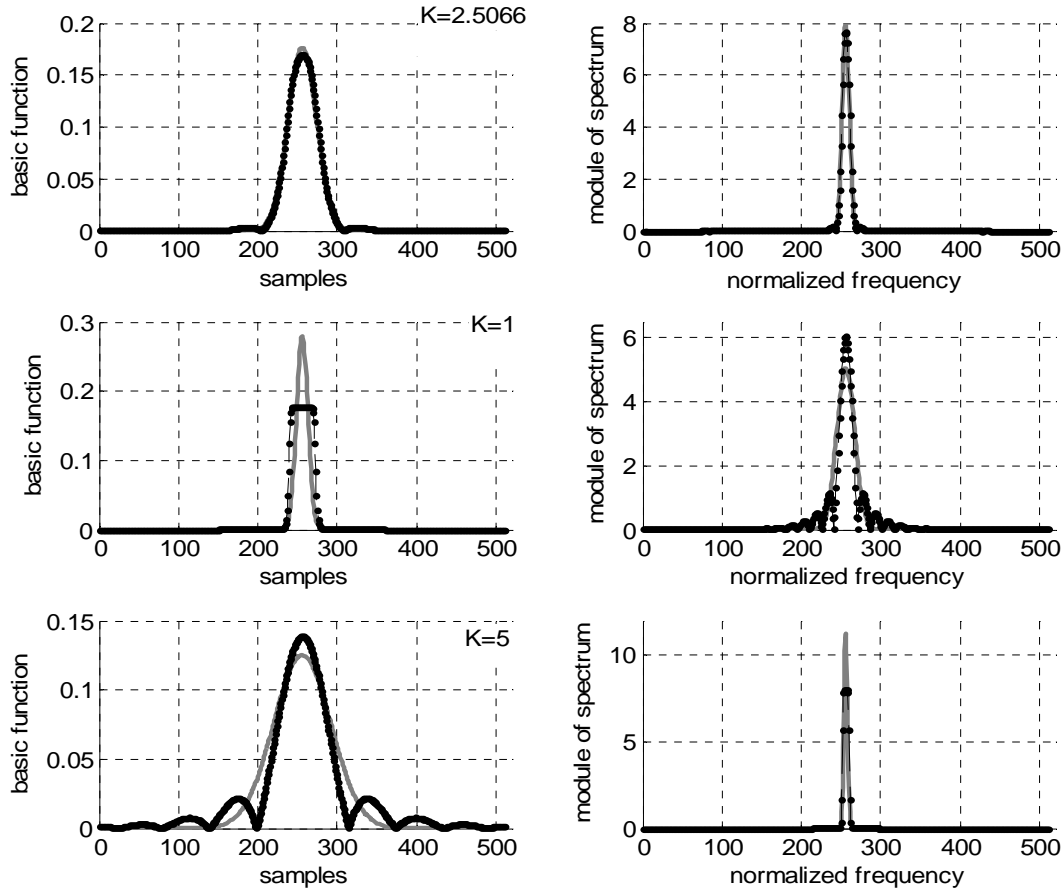 K=2.5066
0.2
0.15
0.1
0.05
0
basic function
0 100 200 300 400 500
samples
8
6
4
2
0
module of spectrum
0 100 200 300 400 500
normalized frequency
K=1
0.3
0.2
0.1
0
basic function
0 100 200 300 400 500
samples
6
4
2
0
module of spectrum
0 100 200 300 400 500
normalized frequency
K=5
0.15
0.1
0.05
0
basic function
0 100 200 300 400 500
samples
10
5
0
module of spectrum
0 100 200 300 400 500
normalized frequency